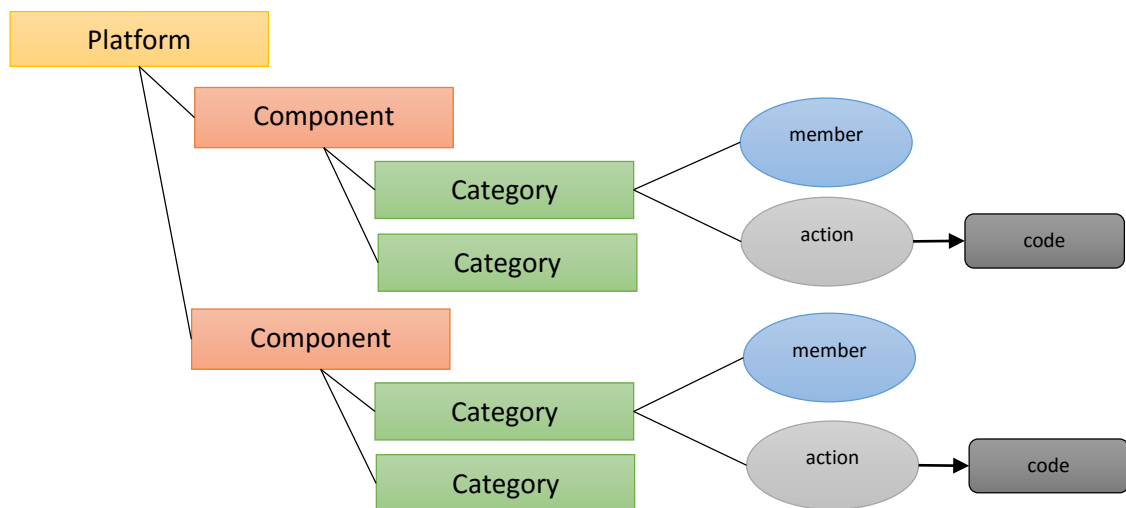 Platform
Component
member
Category
action
code
Category
Component
member
Category
action
code
Category